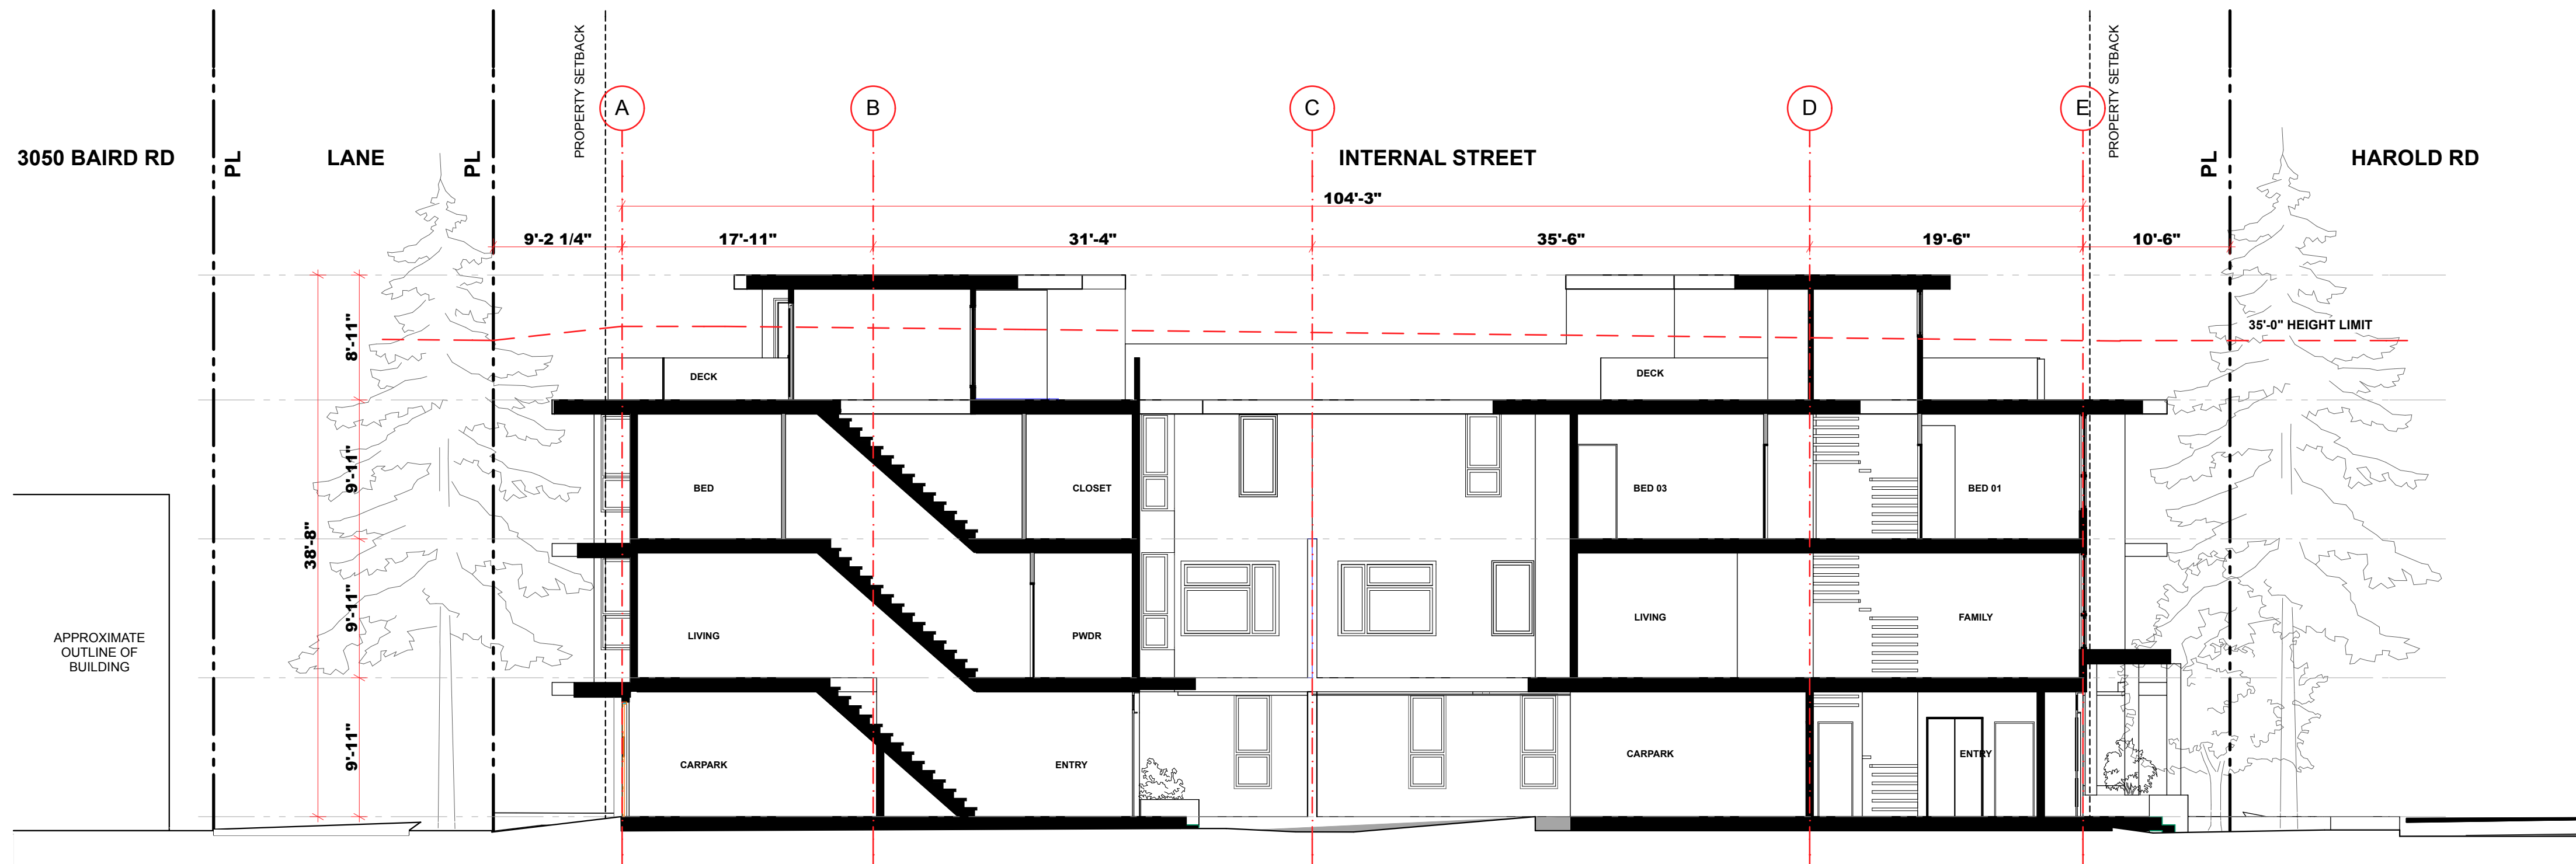 PROPERTY SETBACK
PROPERTY SETBACK
A
B
C
D
E
3050 BAIRD RD
PL
LANE
PL
INTERNAL STREET
PL
HAROLD RD
104'-3"
9'-2 1/4"
17'-11"
31'-4"
35'-6"
19'-6"
10'-6"
8'-11"
35'-0" HEIGHT LIMIT
DECK
DECK
9'-11"
BED
CLOSET
BED 03
BED 01
38'-8"
9'-11"
LIVING
PWDR
LIVING
FAMILY
APPROXIMATE
OUTLINE OF
BUILDING
9'-11"
CARPARK
ENTRY
CARPARK
ENTRY